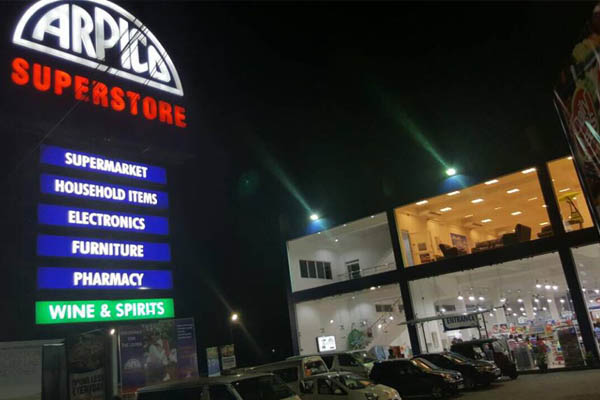 ARPICO
SUPERSTORE
SUPERMARKET
HOUSEHOLD ITEMS
ELECTRONICS
FURNITURE
PHARMACY
WINE & SPIRITS
ENTRANCE